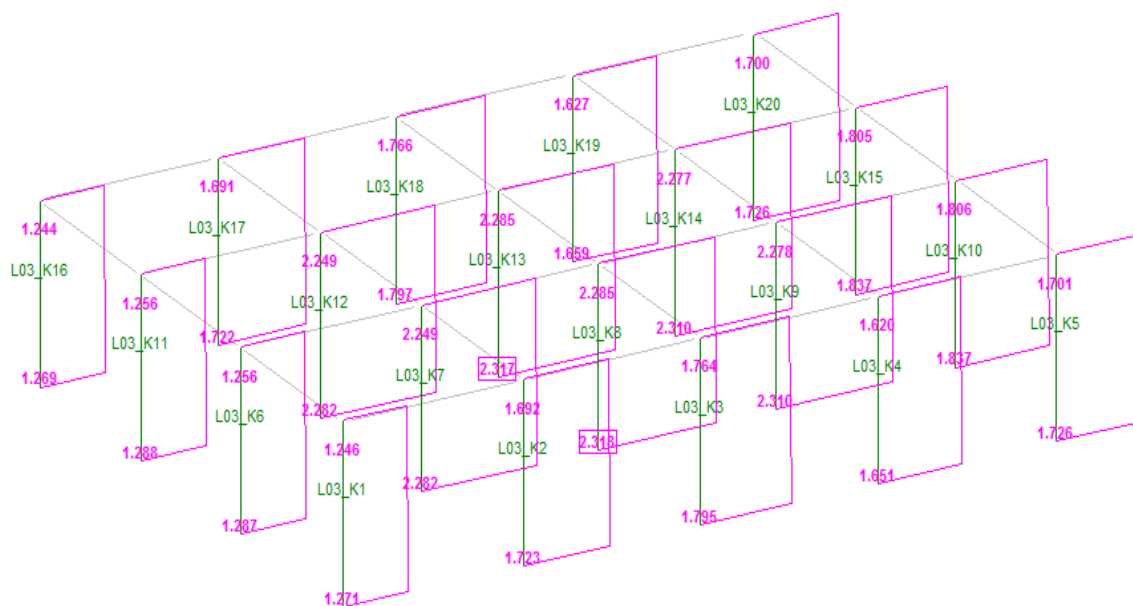 1.700
L03_K20
1.627
L03_K19
1.805
1.766
L03_K15
L03_K18
2.277
1.691
L03_K14
1.806
2.285
L03_K17
1.244
1.726
L03_K10
2.278
L03_K13
1.659
2.249
L03_K16
1.701
2.285
1.837
L03_K9
1.797
L03_K12
1.256
L03_K5
2.310
2.249
1.722
L03_K8
L03_K11
1.837
1.620
1.764
1.256
L03_K4
1.269
2.317
L03_K7
2.310
1.692
2.282
L03_K3
L03_K6
1.726
2.318
1.246
L03_K2
1.288
1.651
2.282
L03_K1
1.795
1.287
1.723
1.271